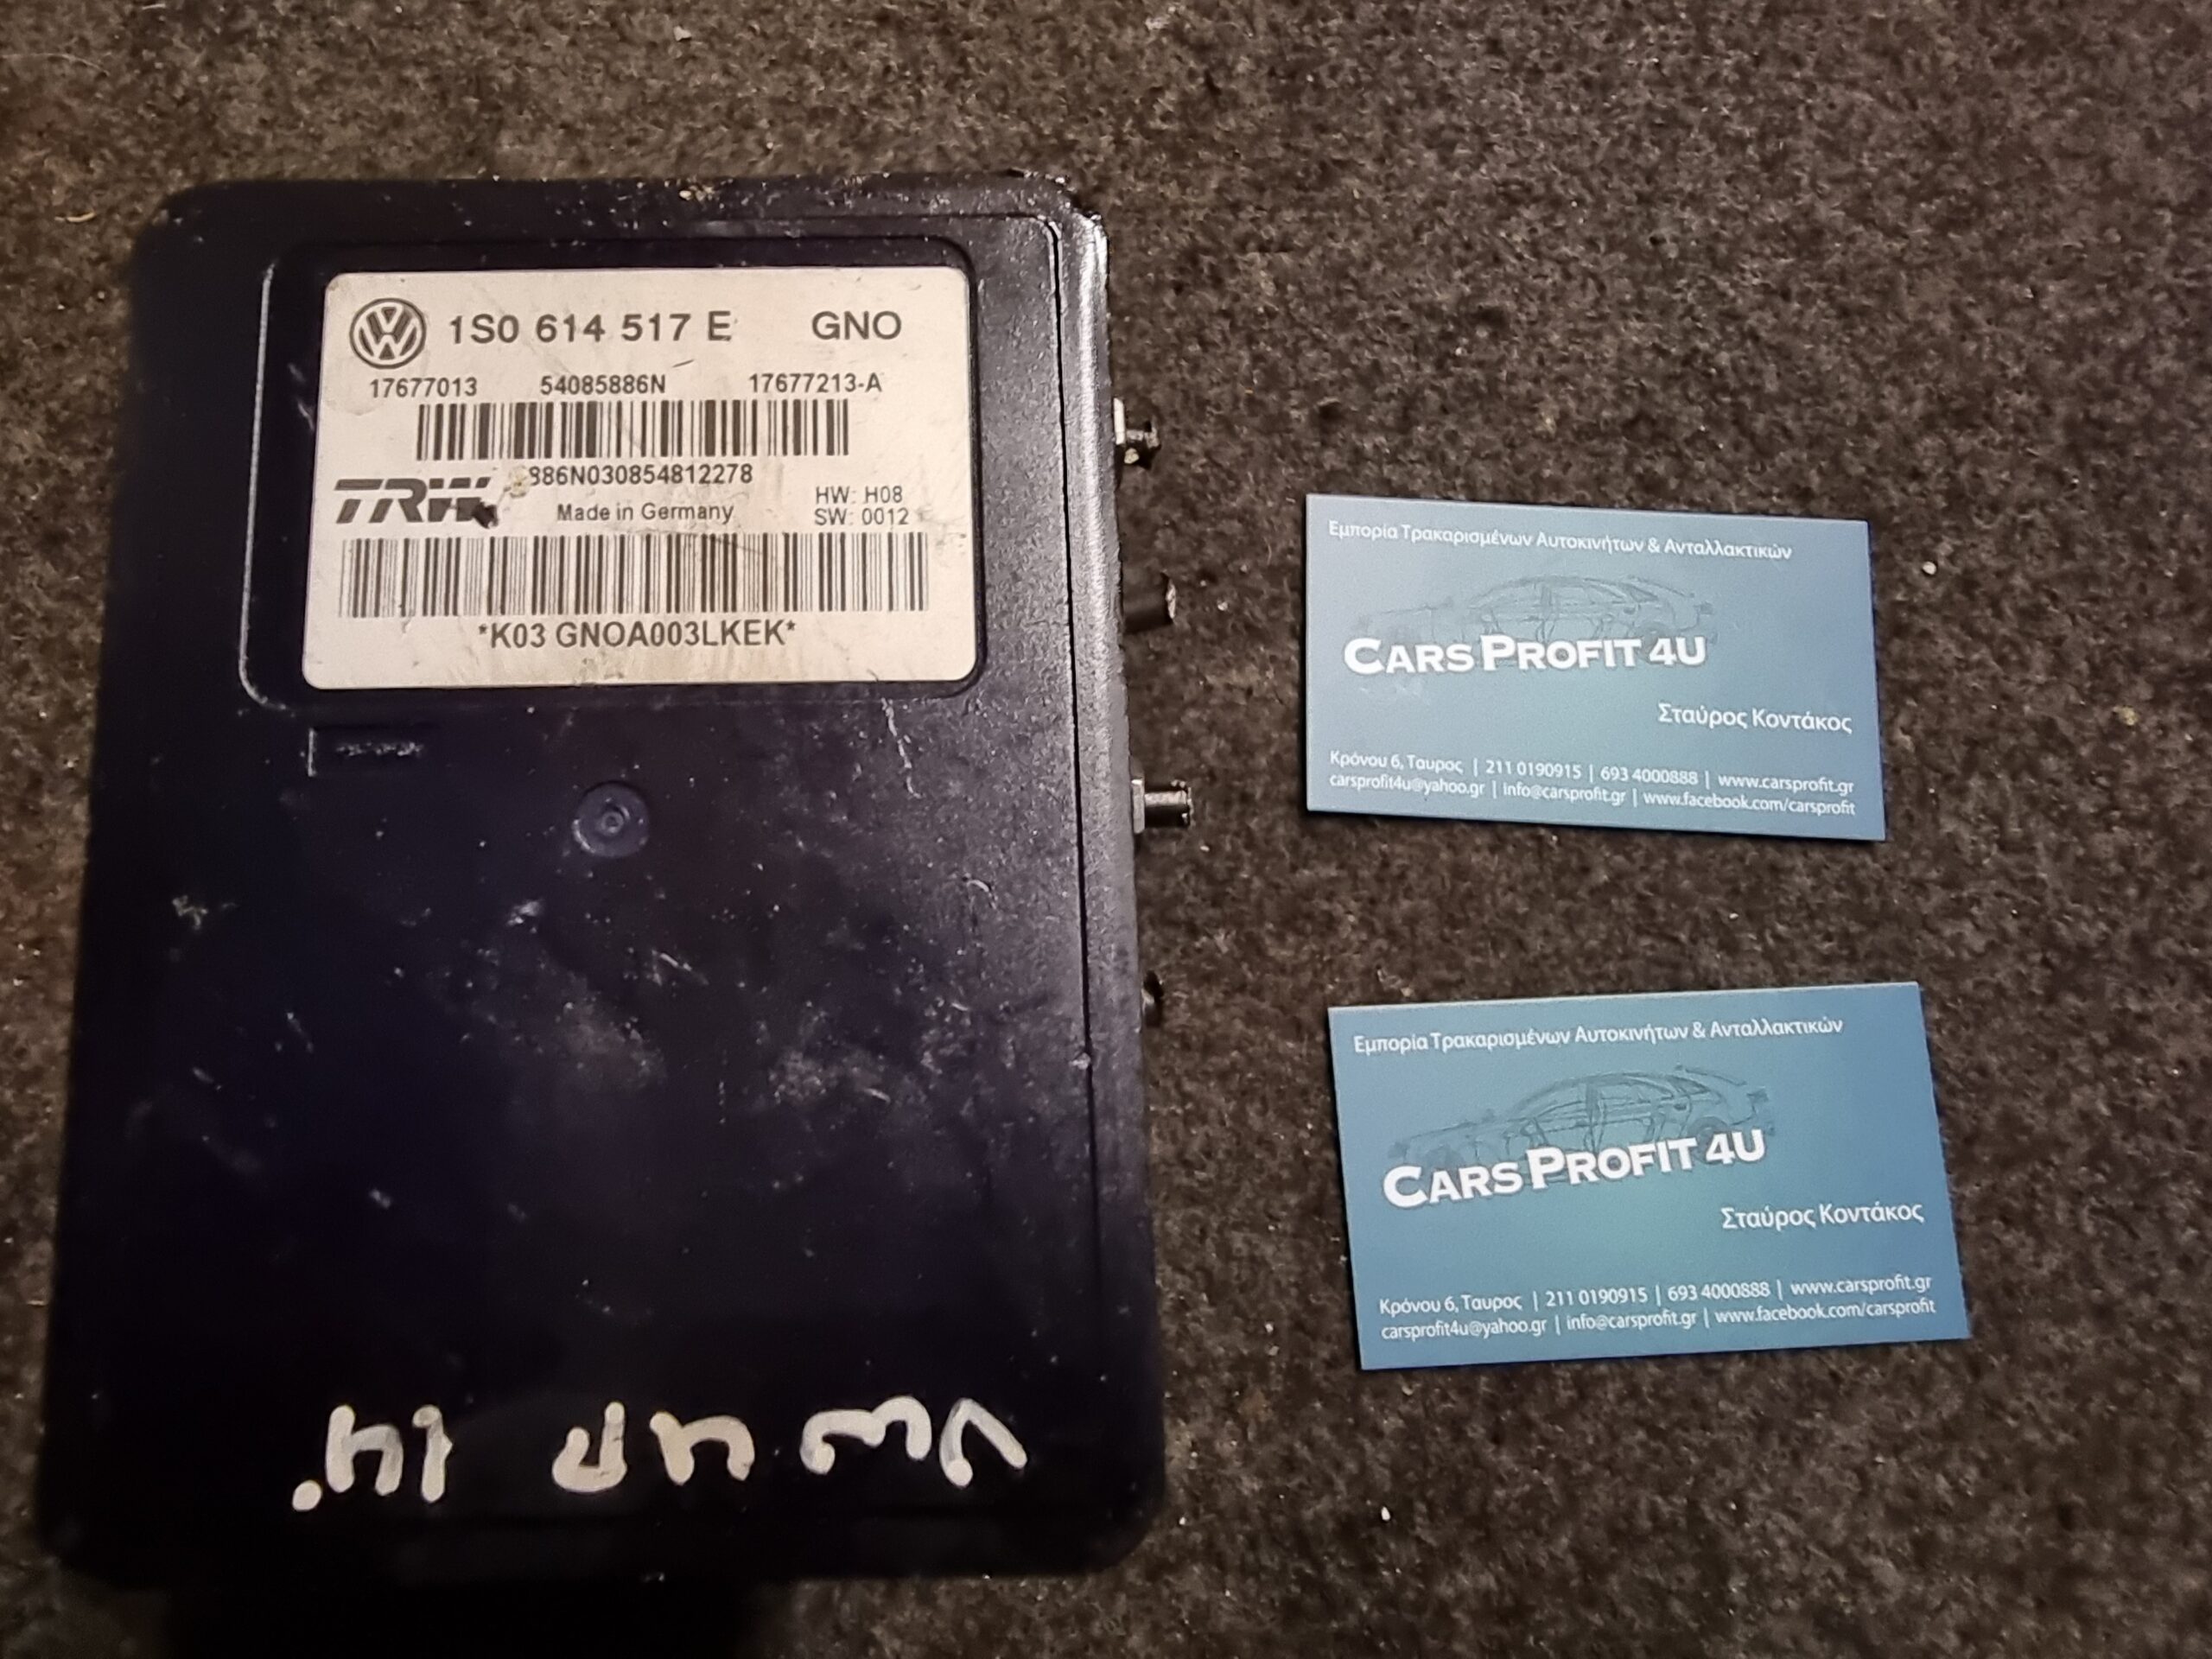 1S0 614 517 E GNO
17677013 54085886N 17677213-A
886N030854812278
TRW Made in Germany HW: H08
SW: 0012
*K03 GNOA003LKEK*
Vw uP 14'
Εμπορία Τρακαρισμένων Αυτοκινήτων & Ανταλλακτικών
CARS PROFIT 4U
Σταύρος Κοντάκος
Κρόνου 6, Ταυρος | 211 0190915 | 693 4000888 | www.carsprofit.gr
carsprofit4u@yahoo.gr | info@carsprofit.gr | www.facebook.com/carsprofit
Εμπορία Τρακαρισμένων Αυτοκινήτων & Ανταλλακτικών
CARS PROFIT 4U
Σταύρος Κοντάκος
Κρόνου 6, Ταυρος | 211 0190915 | 693 4000888 | www.carsprofit.gr
carsprofit4u@yahoo.gr | info@carsprofit.gr | www.facebook.com/carsprofit